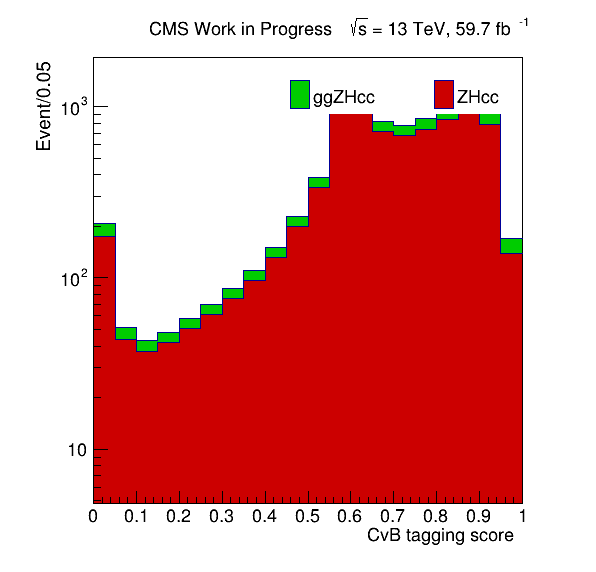 CMS Work in Progress √s = 13 TeV, 59.7 fb⁻¹
Event/0.05
ggZHcc ZHcc
10³
10²
10
0 0.1 0.2 0.3 0.4 0.5 0.6 0.7 0.8 0.9 1
CvB tagging score